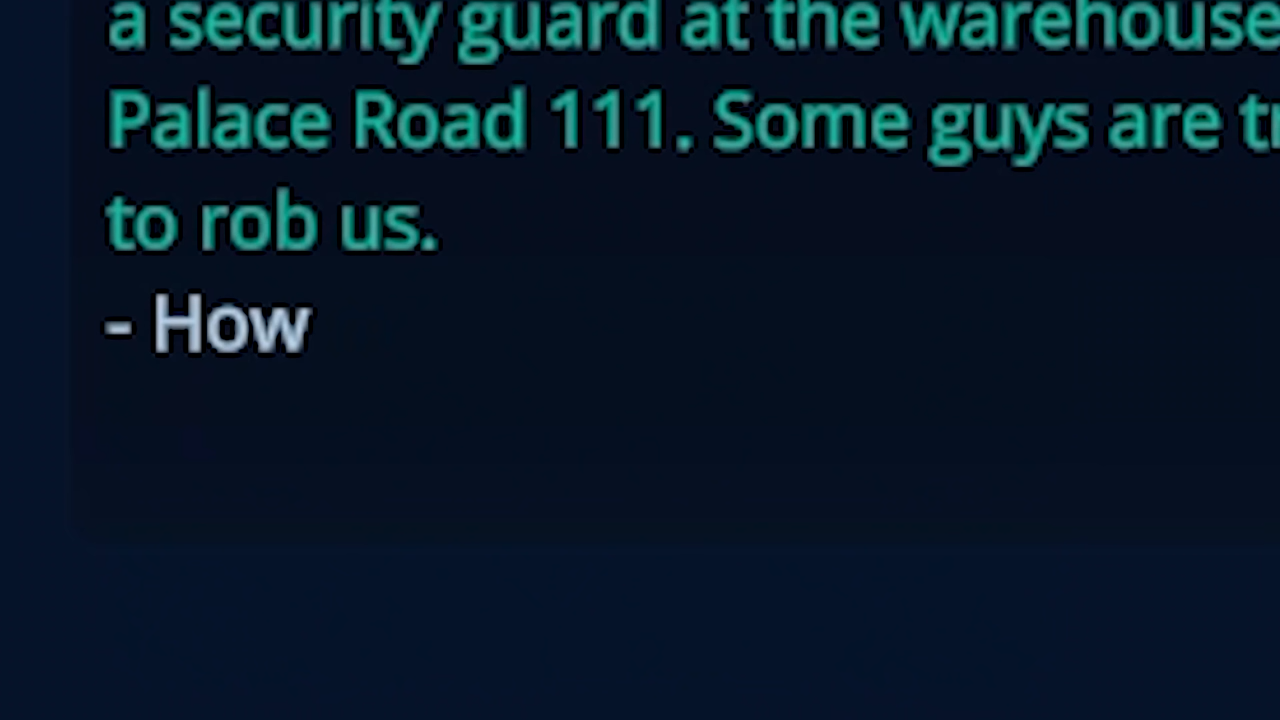 a security guard at the warehouse
Palace Road 111. Some guys are
to rob us.
- How